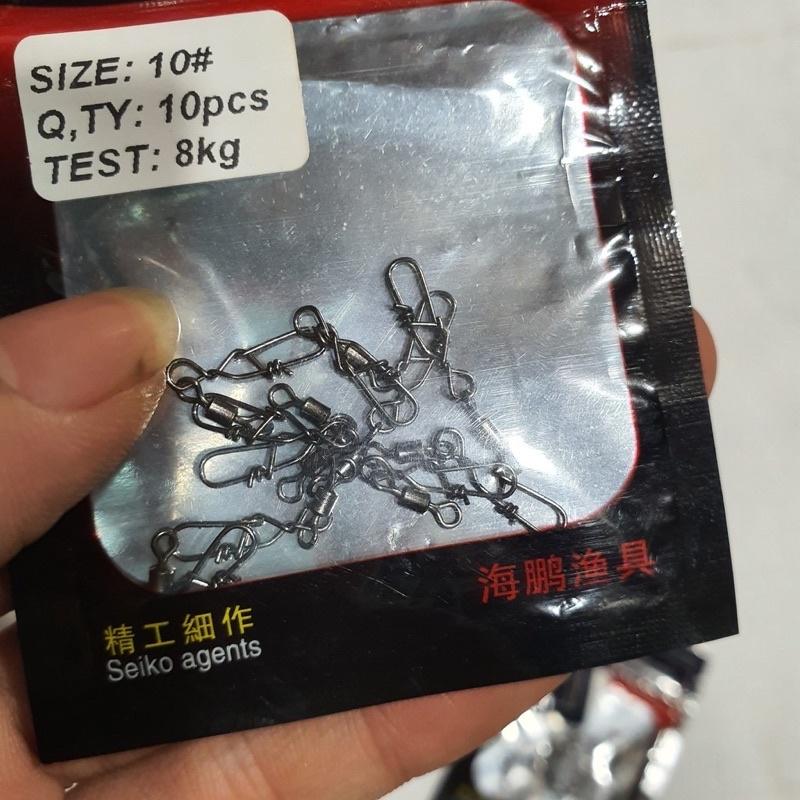 SIZE: 10#
Q,TY: 10pcs
TEST: 8kg
海鹏渔具
精工細作
Seiko agents